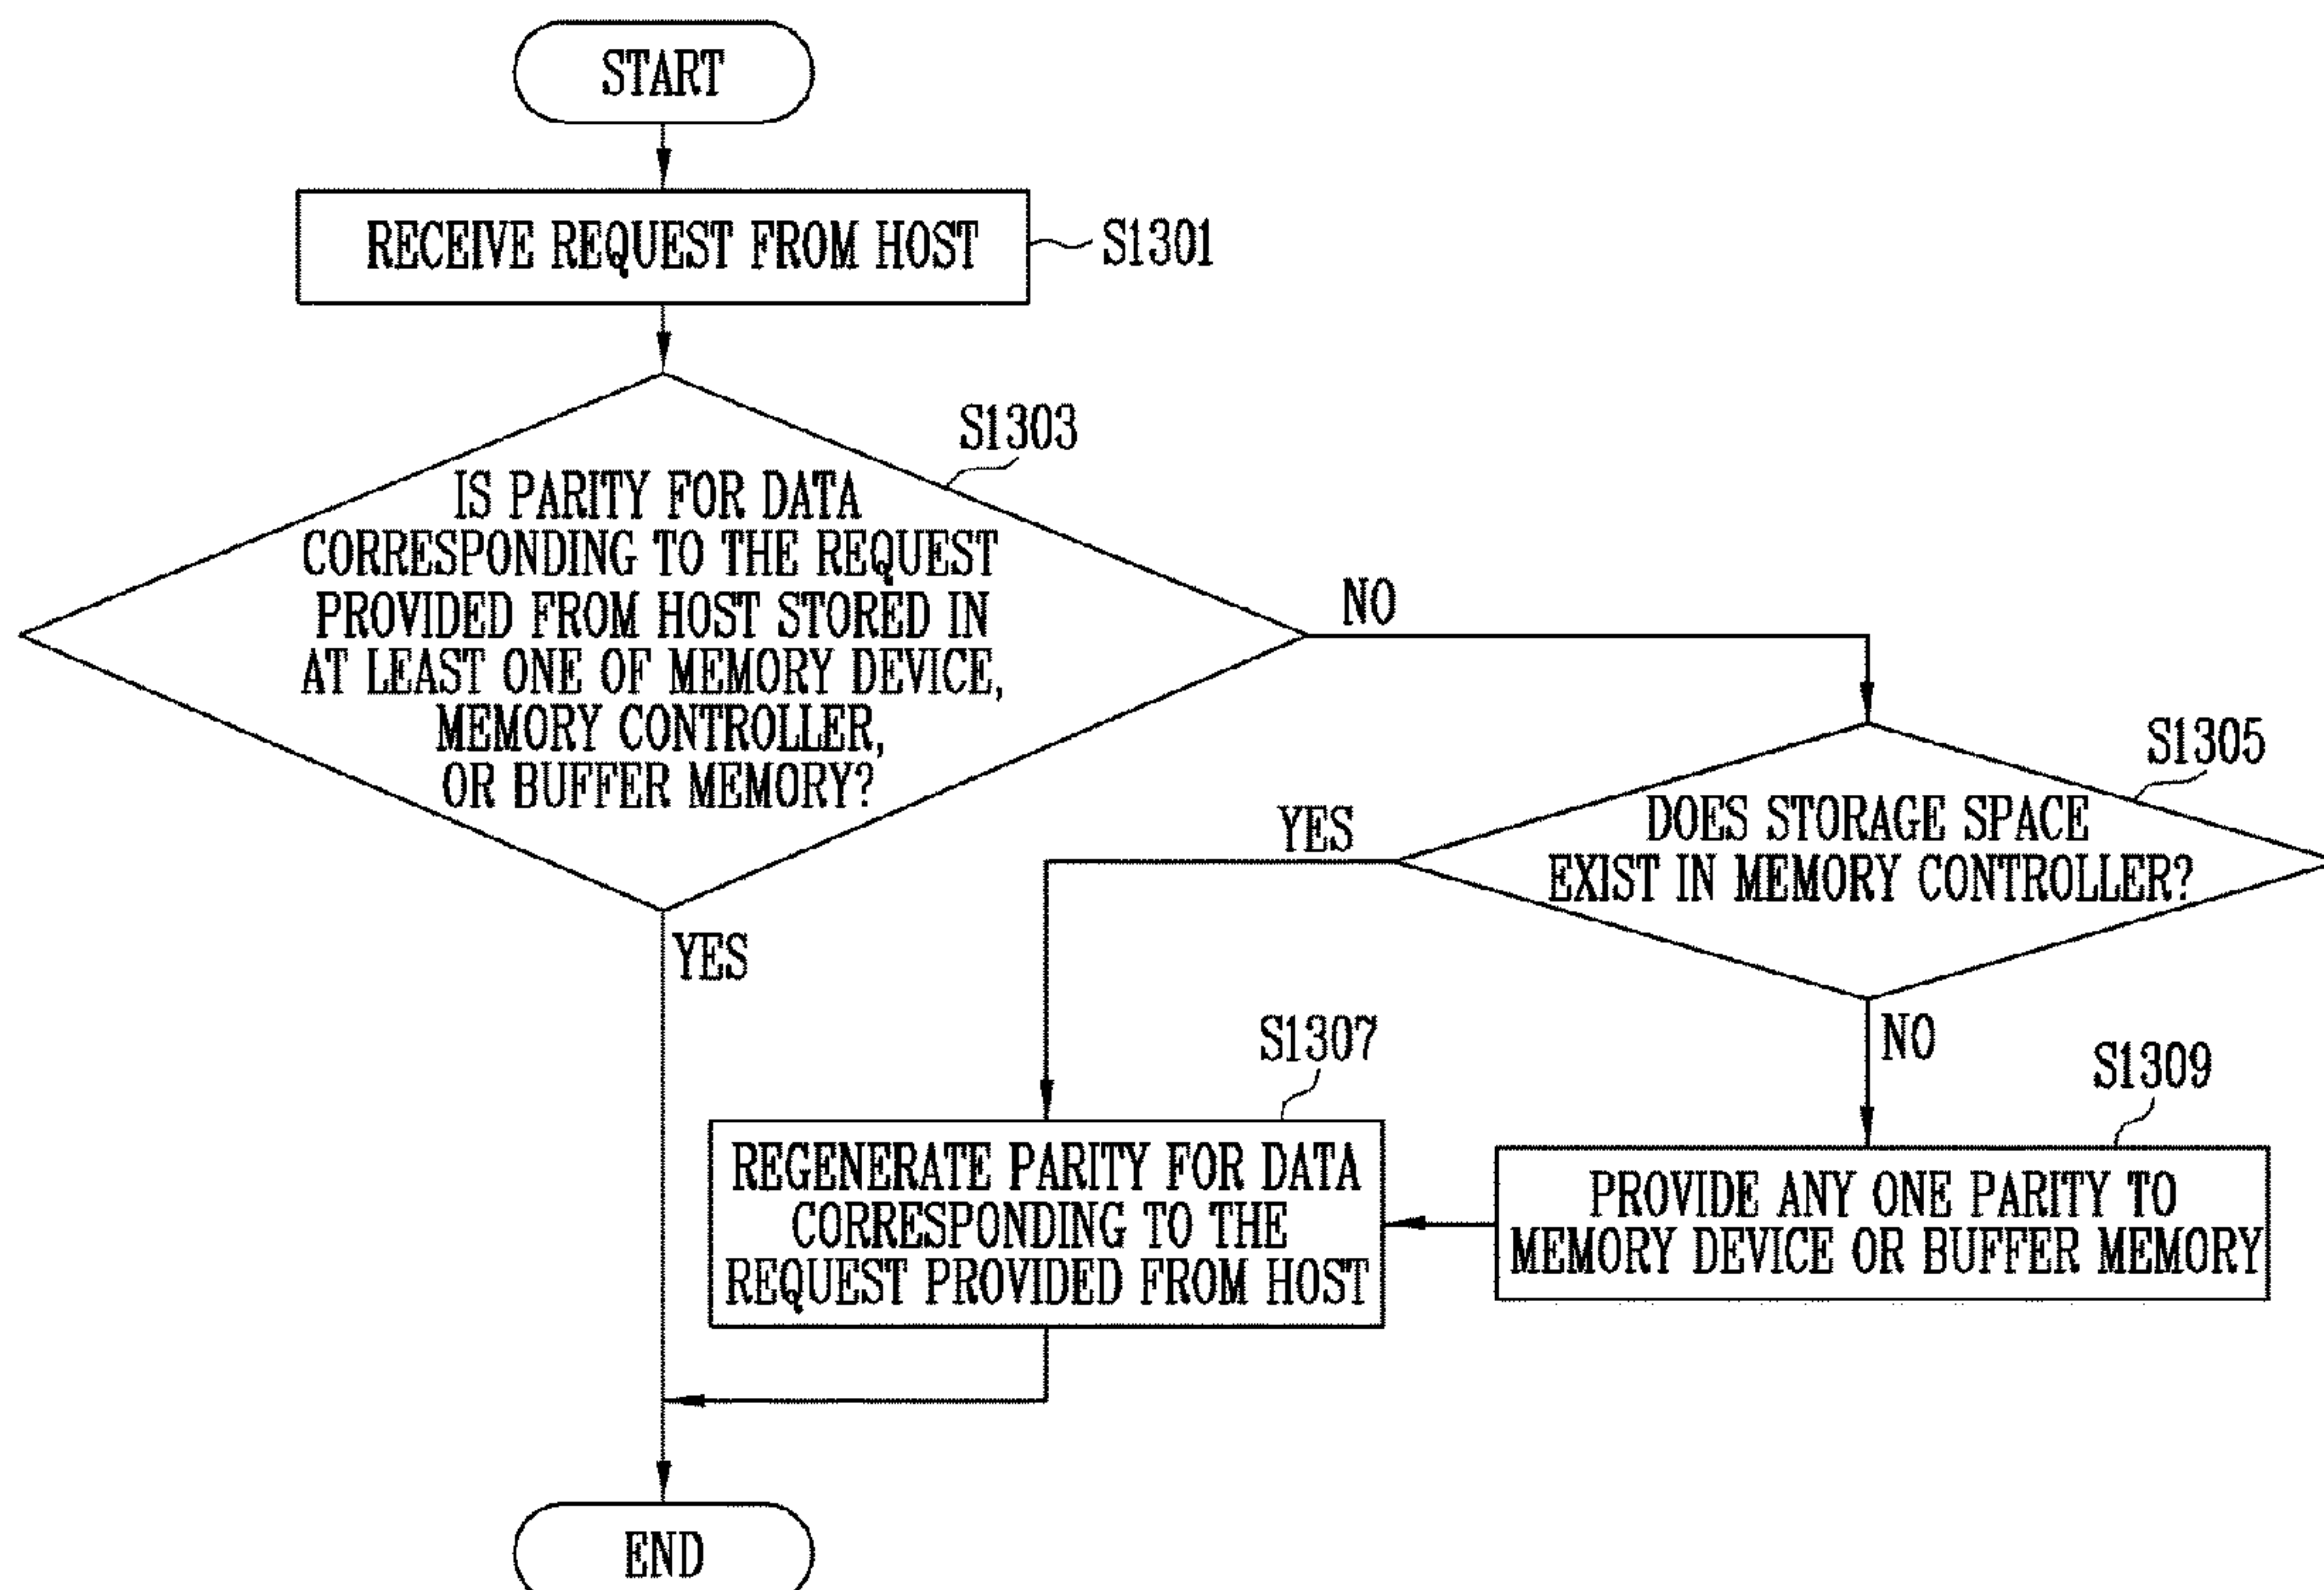 START
RECEIVE REQUEST FROM HOST
S1301
S1303
IS PARITY FOR DATA
CORRESPONDING TO THE REQUEST
PROVIDED FROM HOST STORED IN
AT LEAST ONE OF MEMORY DEVICE,
MEMORY CONTROLLER,
OR BUFFER MEMORY?
NO
YES
S1305
DOES STORAGE SPACE
EXIST IN MEMORY CONTROLLER?
YES
NO
S1307
REGENERATE PARITY FOR DATA
CORRESPONDING TO THE
REQUEST PROVIDED FROM HOST
S1309
PROVIDE ANY ONE PARITY TO
MEMORY DEVICE OR BUFFER MEMORY
END